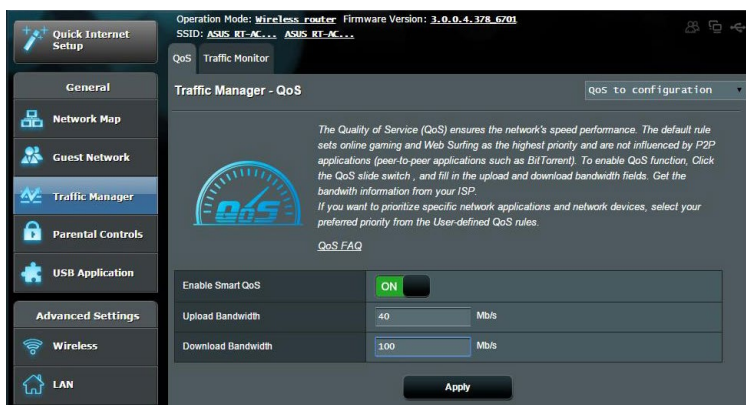 Quick Internet
Setup
Operation Mode: Wireless router Firmware Version: 3.0.0.4.378_6701
SSID: ASUS RT-AC... ASUS RT-AC...
QoS Traffic Monitor
General
Network Map
Guest Network
Traffic Manager
Parental Controls
USB Application
Advanced Settings
Wireless
LAN
Traffic Manager - QoS
QoS to configuration
QoS
The Quality of Service (QoS) ensures the network's speed performance. The default rule
sets online gaming and Web Surfing as the highest priority and are not influenced by P2P
applications (peer-to-peer applications such as BitTorrent). To enable QoS function, Click
the QoS slide switch , and fill in the upload and download bandwidth fields. Get the
bandwith information from your ISP.
If you want to prioritize specific network applications and network devices, select your
preferred priority from the User-defined QoS rules.
QoS FAQ
Enable Smart QoS ON
Upload Bandwidth 40 Mb/s
Download Bandwidth 100 Mb/s
Apply